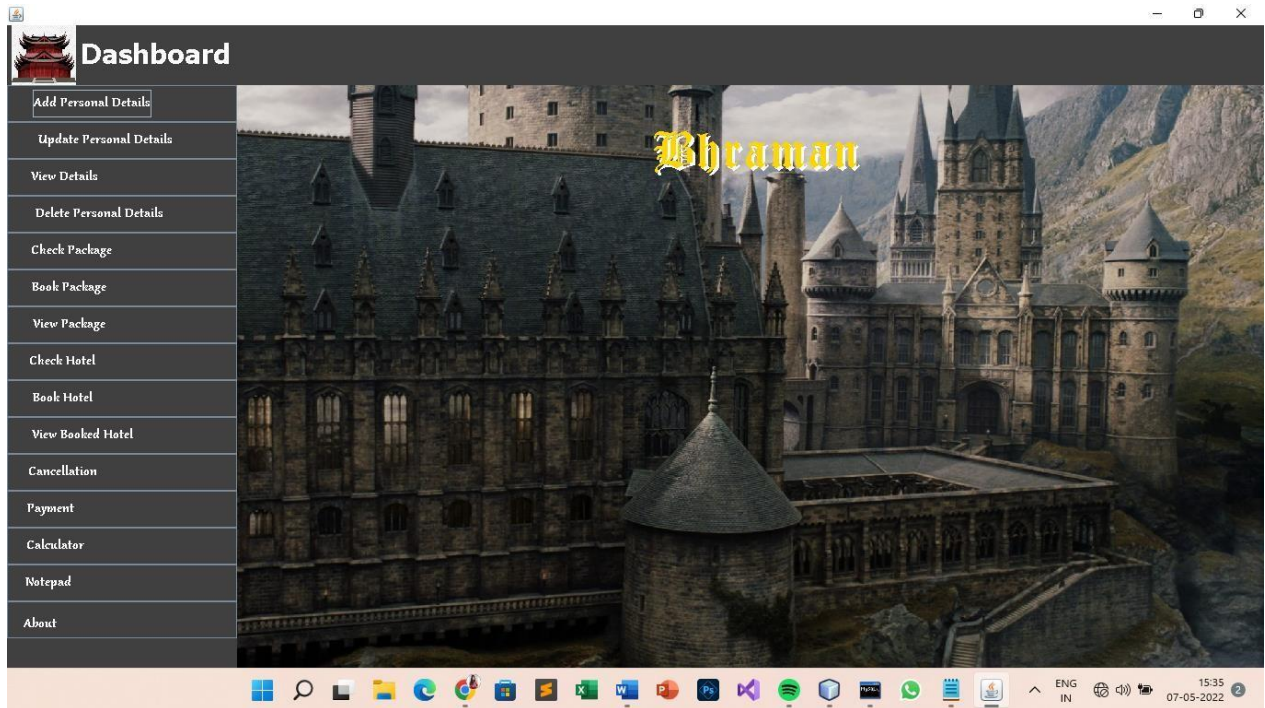 Dashboard
Add Personal Details
Update Personal Details
View Details
Delete Personal Details
Check Package
Book Package
View Package
Check Hotel
Book Hotel
View Booked Hotel
Cancellation
Payment
Calculator
Notepad
About
Bhraman
Ps
ENG
IN
15:35
07-05-2022
2